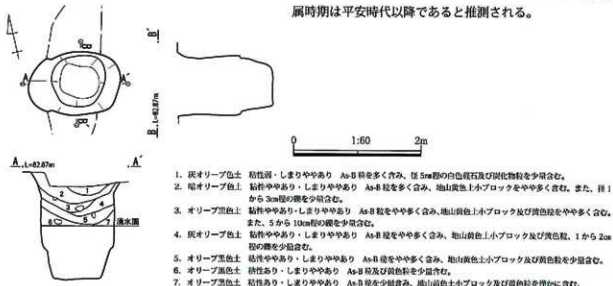 属時期は平安時代以降であると推測される。
A
A´
B´
B
L=82.87m
0 1:60 2m
A
L=82.87m
A´
1
2
3
4
5
6
7
湧水面
1. 灰オリーブ色土 粘性弱・しまりややあり As-B 粒を多く含み、径 5mm程の白色軽石及び炭化物粒を少量含む。
2. 暗オリーブ色土 粘性ややあり・しまりややあり As-B 粒を多く含み、地山黄色土小ブロックをやや多く含む。また、径 1
から 3cm程の礫を少量含む。
3. オリーブ黒色土 粘性ややあり・しまりややあり As-B 粒をやや多く含み、地山黄色土小ブロック及び黄色粒をやや多く含む。
また、5 から 10cm程の礫を少量含む。
4. 灰オリーブ色土 粘性ややあり・しまりややあり As-B 粒をやや多く含み、地山黄色土小ブロック及び黄色粒、1 から 2cm
程の礫を少量含む。
5. オリーブ黒色土 粘性ややあり・しまりややあり As-B 粒をやや多く含み、地山黄色土小ブロック及び黄色粒を少量含む。
6. オリーブ黒色土 粘性あり・しまりややあり As-B 粒及び黄色粒を少量含む。
7. オリーブ黒色土 粘性あり・しまりややあり As-B 粒を少量含み、地山黄色土小ブロック及び黄色粒を僅かに含む。